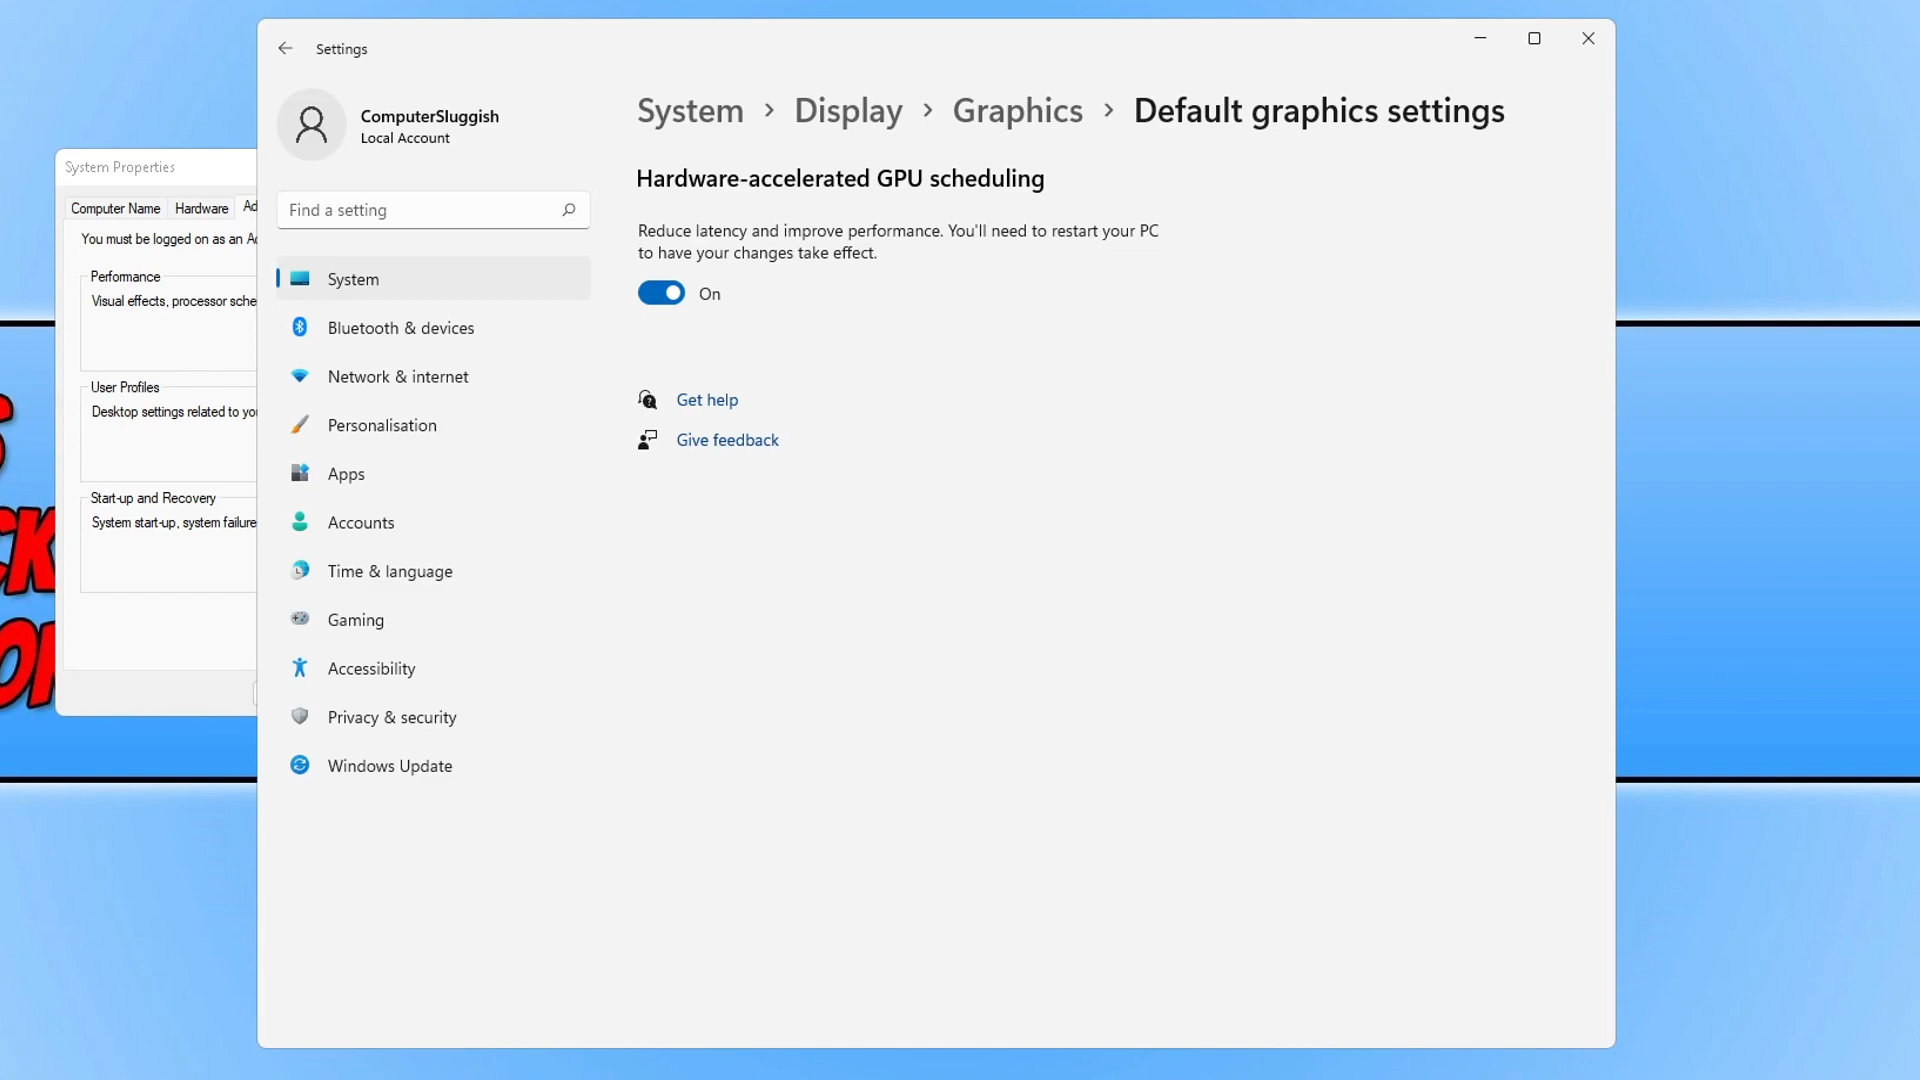 Settings
ComputerSluggish
Local Account
Find a setting
System
Bluetooth & devices
Network & internet
Personalisation
Apps
Accounts
Time & language
Gaming
Accessibility
Privacy & security
Windows Update
System > Display > Graphics > Default graphics settings
Hardware-accelerated GPU scheduling
Reduce latency and improve performance. You'll need to restart your PC
to have your changes take effect.
On
Get help
Give feedback
System Properties
Computer Name Hardware Ad
You must be logged on as an Ad
Performance
Visual effects, processor sche
User Profiles
Desktop settings related to you
Start-up and Recovery
System start-up, system failure